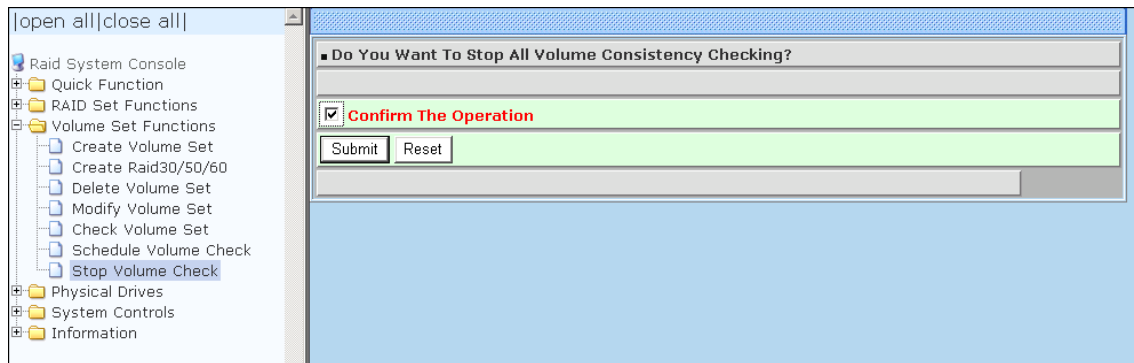 |open all|close all|
Raid System Console
Quick Function
RAID Set Functions
Volume Set Functions
Create Volume Set
Create Raid30/50/60
Delete Volume Set
Modify Volume Set
Check Volume Set
Schedule Volume Check
Stop Volume Check
Physical Drives
System Controls
Information
Do You Want To Stop All Volume Consistency Checking?
Confirm The Operation
Submit Reset